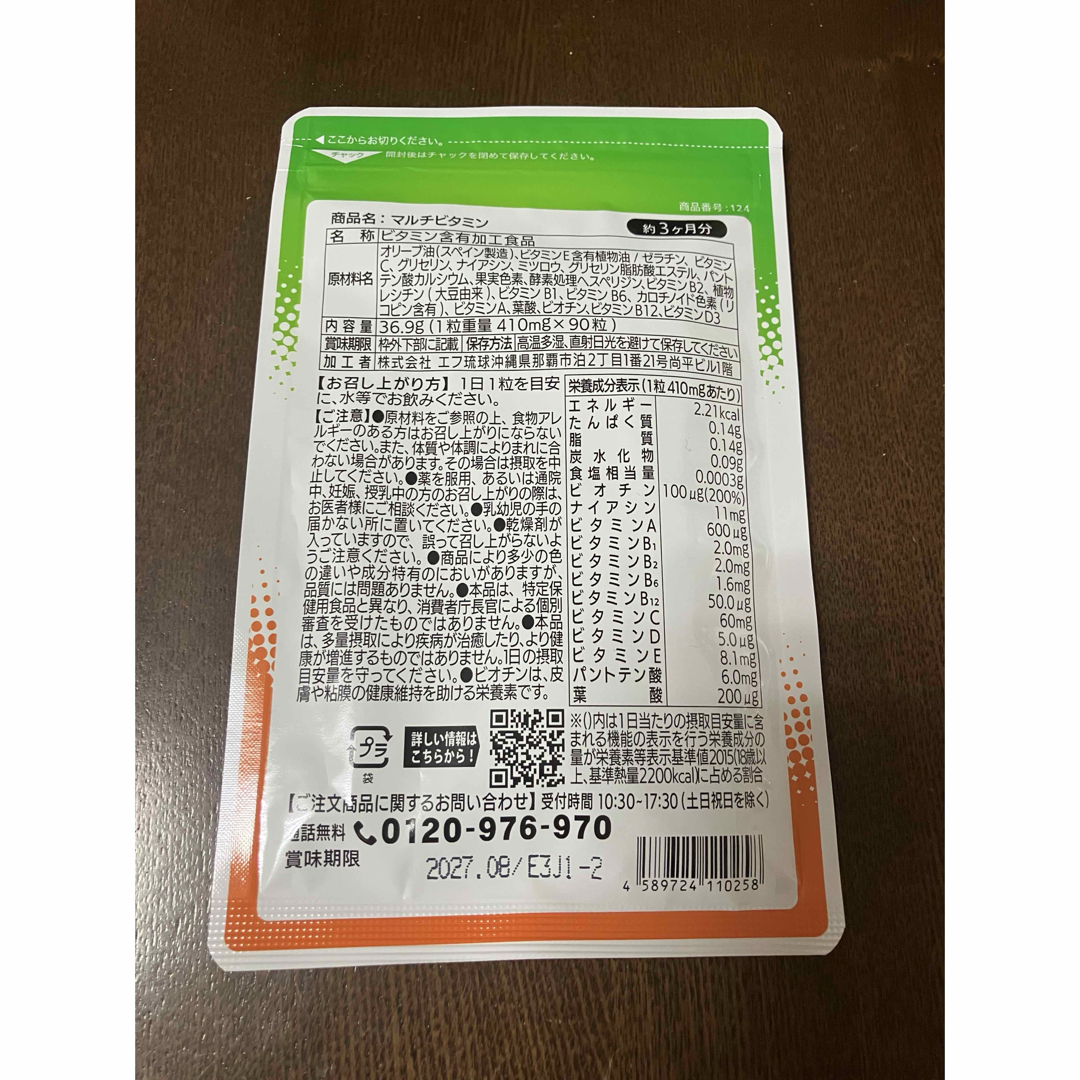 ここからお切りください。
チャック
開封後はチャックを閉めて保存してください。
商品番号:124
商品名:マルチビタミン
約3ヶ月分
名 称 ビタミン含有加工食品
原材料名
オリーブ油(スペイン製造)、ビタミンE含有植物油/ゼラチン、ビタミン
C、グリセリン、ナイアシン、ミツロウ、グリセリン脂肪酸エステル、パント
テン酸カルシウム、果実色素、酵素処理ヘスペリジン、ビタミンB2、植物
レシチン(大豆由来)、ビタミンB1、ビタミンB6、カロチノイド色素(リ
コピン含有)、ビタミンA、葉酸、ビオチン、ビタミンB12、ビタミンD3
内容量 36.9g(1粒重量 410mg×90粒)
賞味期限 枠外下部に記載 保存方法 高温多湿、直射日光を避けて保存してください
加工者 株式会社 エフ琉球沖縄県那覇市泊2丁目1番21号尚平ビル1階
【お召し上がり方】1日1粒を目安
に、水等でお飲みください。
【ご注意】●原材料をご参照の上、食物アレ
ルギーのある方はお召し上がりにならない
でください。また、体質や体調によりまれに合
わない場合があります。その場合は摂取を中
止してください。●薬を服用、あるいは通院
中、妊娠、授乳中の方のお召し上がりの際は、
お医者様にご相談ください。●乳幼児の手の
届かない所に置いてください。●乾燥剤が
入っていますので、誤って召し上がらないよ
うご注意ください。●商品により多少の色
の違いや成分特有のにおいがありますが、
品質には問題ありません。●本品は、特定保
健用食品と異なり、消費者庁長官による個別
審査を受けたものではありません。●本品
は、多量摂取により疾病が治癒したり、より健
康が増進するものではありません。1日の摂取
目安量を守ってください。●ビオチンは、皮
膚や粘膜の健康維持を助ける栄養素です。
栄養成分表示(1粒410mgあたり)
エネルギー 2.21kcal
たんぱく質 0.14g
脂質 0.14g
炭水化物 0.09g
食塩相当量 0.0003g
ビオチン 100μg(200%)
ナイアシン 11mg
ビタミンA 600μg
ビタミンB1 2.0mg
ビタミンB2 2.0mg
ビタミンB6 1.6mg
ビタミンB12 50.0μg
ビタミンC 60mg
ビタミンD 5.0μg
ビタミンE 8.1mg
パントテン酸 6.0mg
葉酸 200μg
※()内は1日当たりの摂取目安量に含
まれる機能の表示を行う栄養成分の
量が栄養素等表示基準値2015(18歳以
上、基準熱量2200kcal)に占める割合
プラ
袋
詳しい情報は
こちらから!
【ご注文商品に関するお問い合わせ】受付時間 10:30~17:30(土日祝日を除く)
通話無料 0120-976-970
賞味期限 2027.08/E3J1-2
4 589724 110258